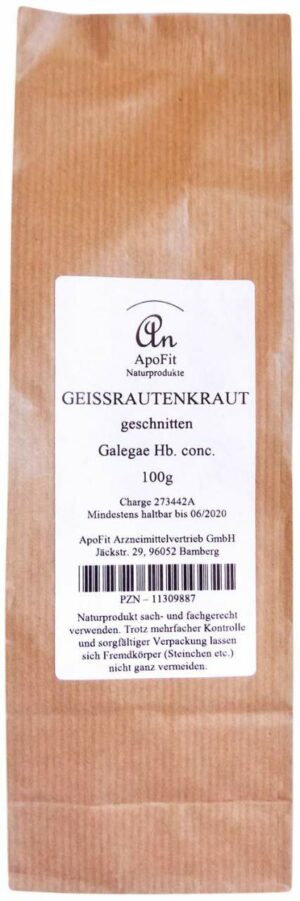 An
ApoFit
Naturprodukte
GEISSRAUTENKRAUT
geschnitten
Galegae Hb. conc.
100g
Charge 273442A
Mindestens haltbar bis 06/2020
ApoFit Arzneimittelvertrieb GmbH
Jäckstr. 29, 96052 Bamberg
PZN – 11309887
Naturprodukt sach- und fachgerecht
verwenden. Trotz mehrfacher Kontrolle
und sorgfältiger Verpackung lassen
sich Fremdkörper (Steinchen etc.)
nicht ganz vermeiden.